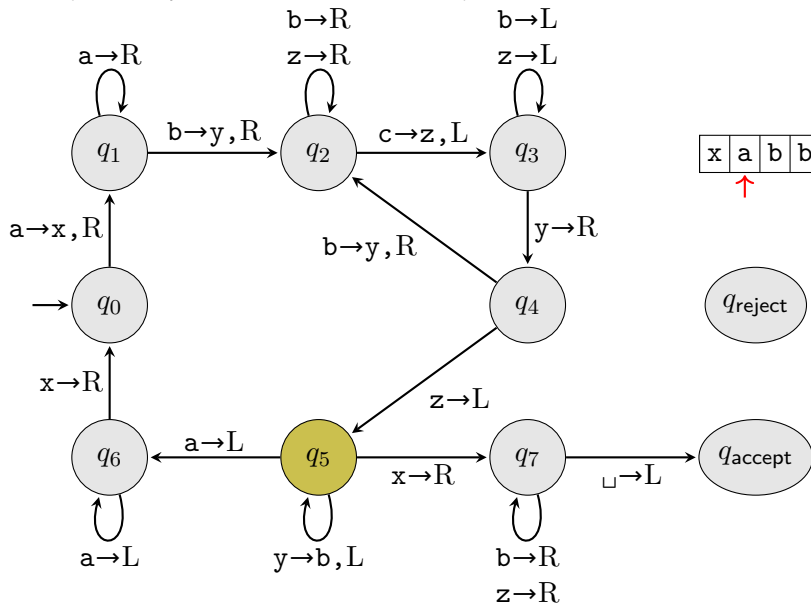 b→R
b→L
a→R
z→R
z→L
q1
b→y,R
q2
c→z,L
q3
x a b b
a→x,R
b→y,R
y→R
q0
q4
qreject
x→R
z→L
q6
a→L
q5
x→R
q7
␣→L
qaccept
a→L
y→b,L
b→R
z→R